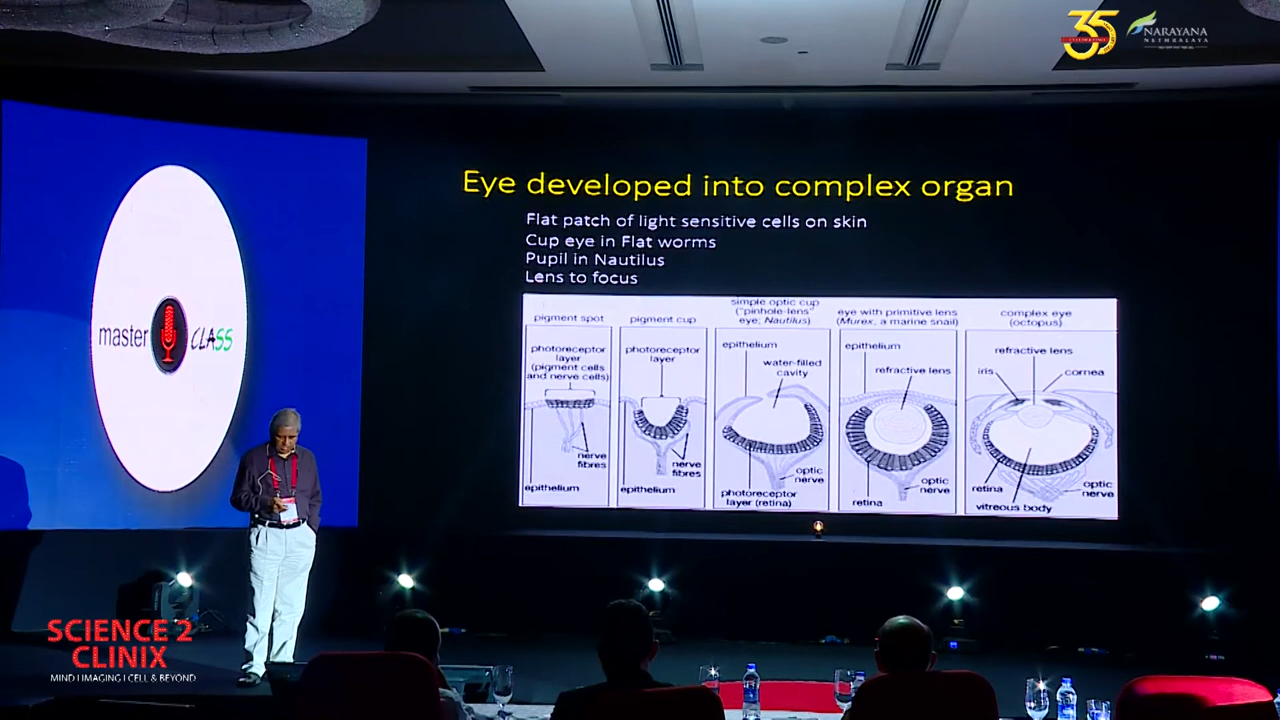 35
NARAYANA
NETHRALAYA
master CLASS
Eye developed into complex organ
Flat patch of light sensitive cells on skin
Cup eye in Flat worms
Pupil in Nautilus
Lens to focus
pigment spot
photoreceptor
layer
(pigment cells
and nerve cells)
nerve
fibres
epithelium
pigment cup
photoreceptor
layer
nerve
fibres
epithelium
simple optic cup
("pinhole-lens"
eye; Nautilus)
epithelium
water-filled
cavity
optic
nerve
photoreceptor
layer (retina)
eye with primitive lens
(Murex, a marine snail)
epithelium
refractive lens
optic
nerve
retina
complex eye
(octopus)
refractive lens
iris
cornea
retina
optic
nerve
vitreous body
SCIENCE 2
CLINIX
MIND I IMAGING I CELL & BEYOND